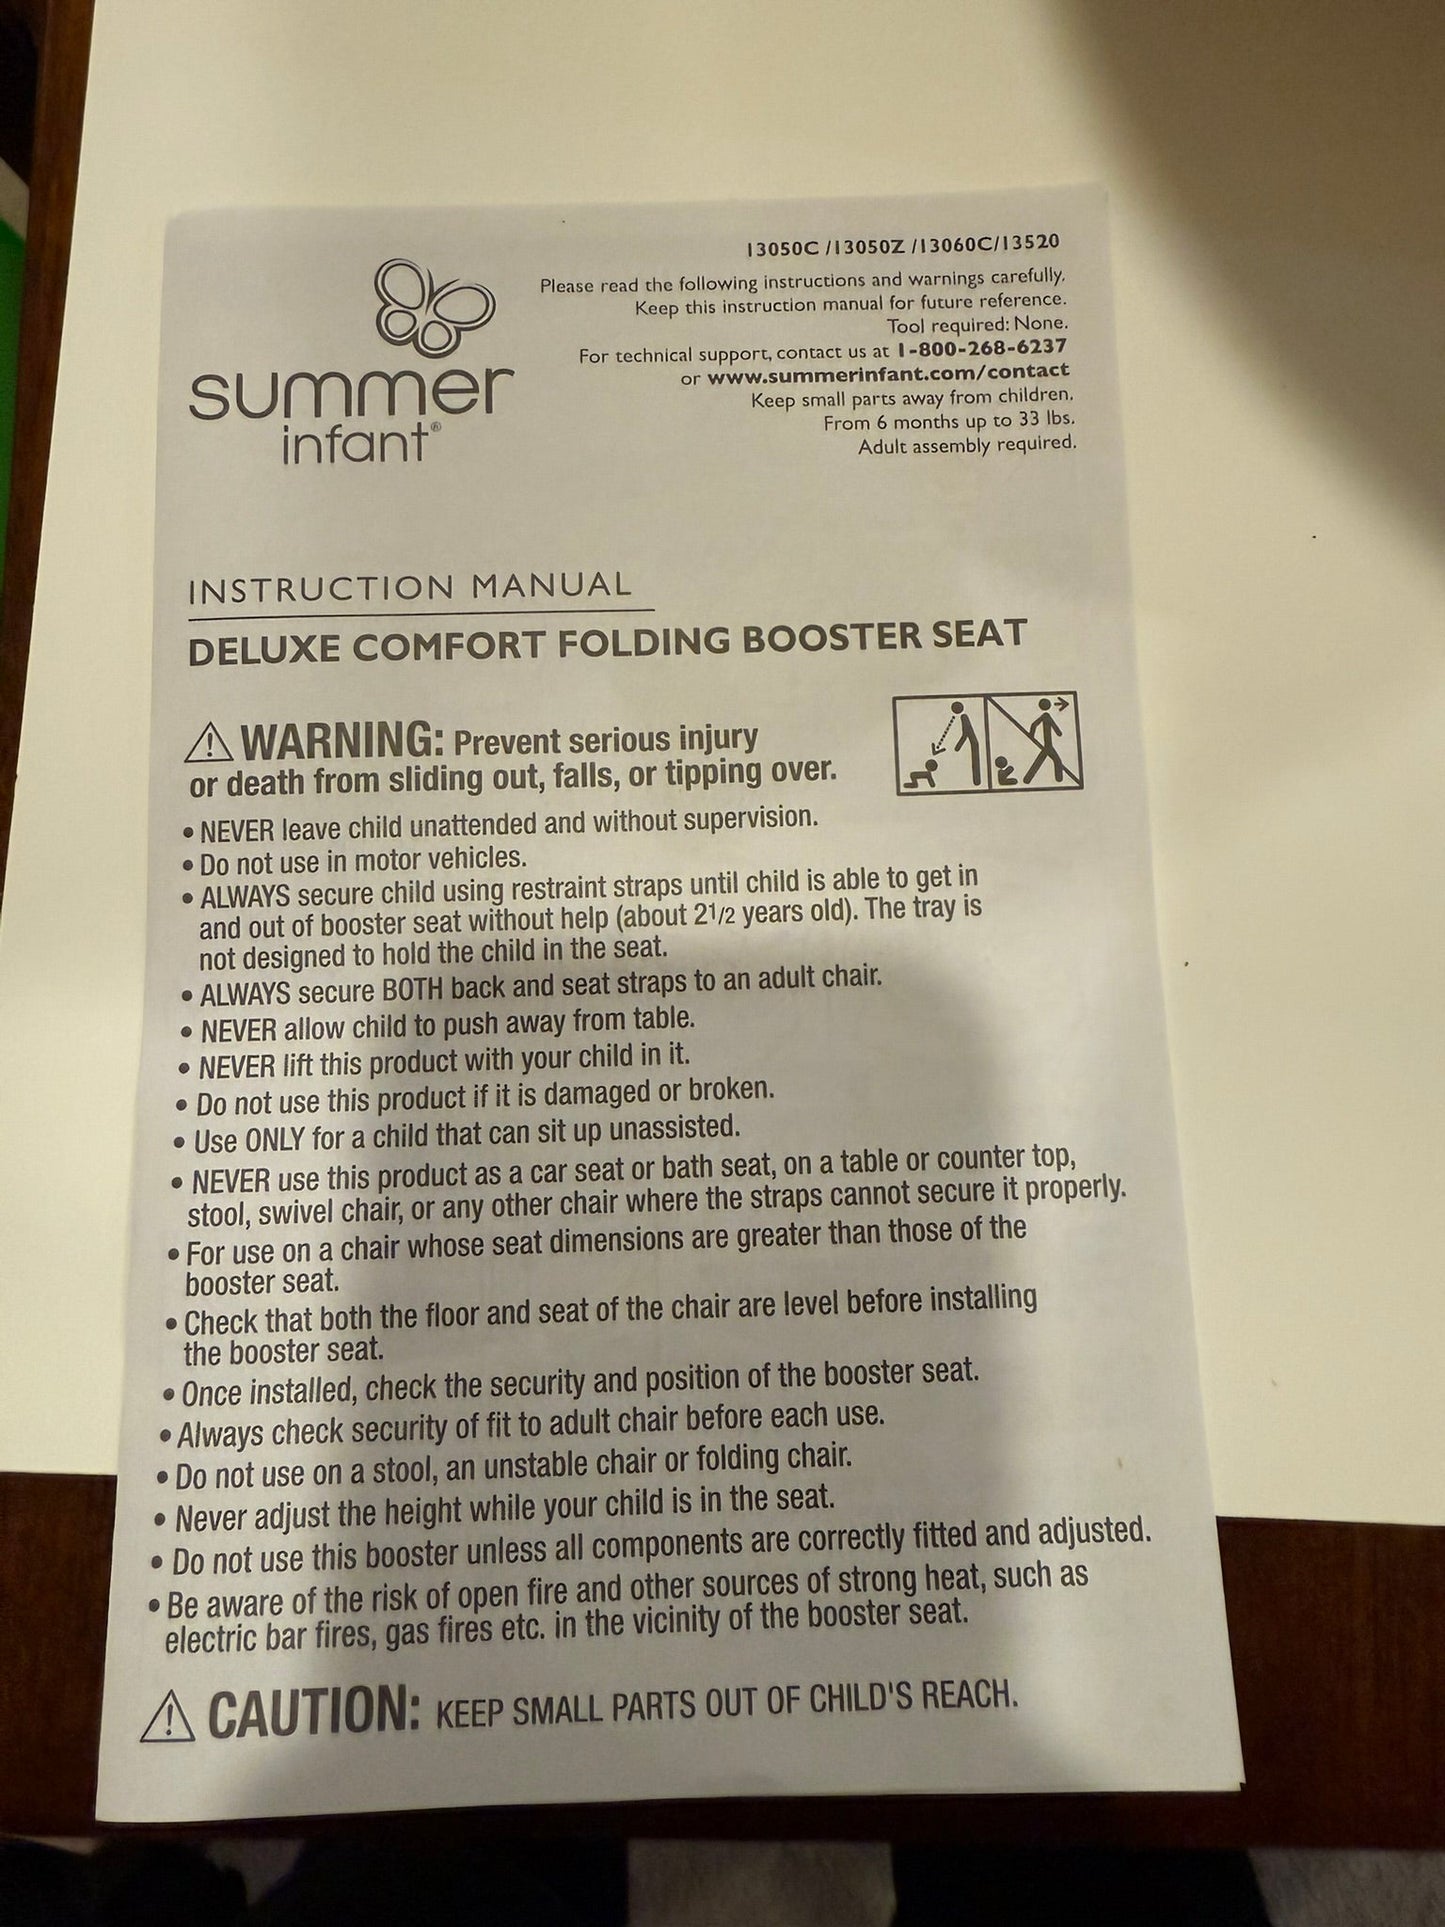 13050C /13050Z /13060C/13520
Please read the following instructions and warnings carefully.
Keep this instruction manual for future reference.
Tool required: None.
For technical support, contact us at 1-800-268-6237
or www.summerinfant.com/contact
Keep small parts away from children.
From 6 months up to 33 lbs.
Adult assembly required.
summer
infant®
INSTRUCTION MANUAL
DELUXE COMFORT FOLDING BOOSTER SEAT
WARNING: Prevent serious injury
or death from sliding out, falls, or tipping over.
• NEVER leave child unattended and without supervision.
• Do not use in motor vehicles.
• ALWAYS secure child using restraint straps until child is able to get in
and out of booster seat without help (about 2 1/2 years old). The tray is
not designed to hold the child in the seat.
• ALWAYS secure BOTH back and seat straps to an adult chair.
• NEVER allow child to push away from table.
• NEVER lift this product with your child in it.
• Do not use this product if it is damaged or broken.
• Use ONLY for a child that can sit up unassisted.
• NEVER use this product as a car seat or bath seat, on a table or counter top,
stool, swivel chair, or any other chair where the straps cannot secure it properly.
• For use on a chair whose seat dimensions are greater than those of the
booster seat.
• Check that both the floor and seat of the chair are level before installing
the booster seat.
• Once installed, check the security and position of the booster seat.
• Always check security of fit to adult chair before each use.
• Do not use on a stool, an unstable chair or folding chair.
• Never adjust the height while your child is in the seat.
• Do not use this booster unless all components are correctly fitted and adjusted.
• Be aware of the risk of open fire and other sources of strong heat, such as
electric bar fires, gas fires etc. in the vicinity of the booster seat.
CAUTION: KEEP SMALL PARTS OUT OF CHILD'S REACH.